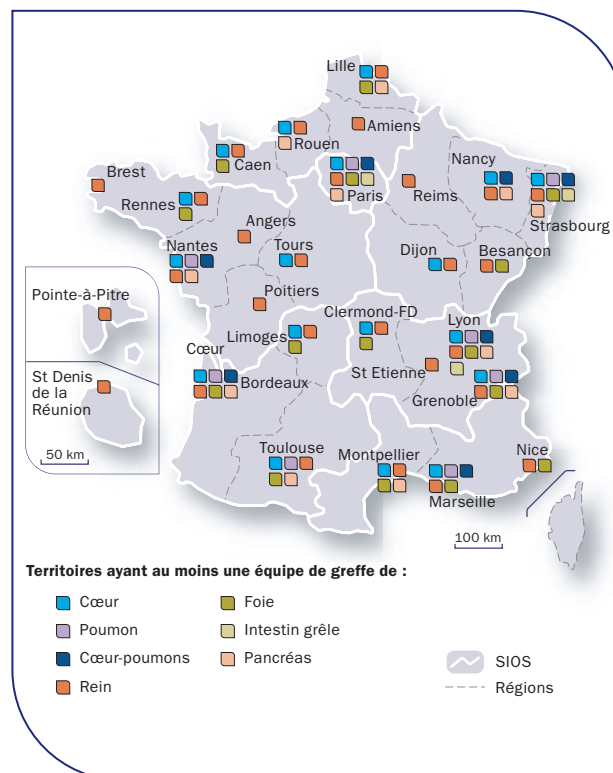 Lille
Amiens
Rouen
Caen
Nancy
Paris
Reims
Strasbourg
Brest
Rennes
Angers
Nantes
Tours
Dijon
Besançon
Poitiers
Pointe-à-Pitre
Clermond-FD
Lyon
Limoges
Cœur
St Etienne
Bordeaux
Grenoble
St Denis
de la
Réunion
50 km
Toulouse
Montpellier
Nice
Marseille
100 km
Territoires ayant au moins une équipe de greffe de :
Cœur
Foie
Poumon
Intestin grêle
Cœur-poumons
Pancréas
SIOS
Rein
Régions